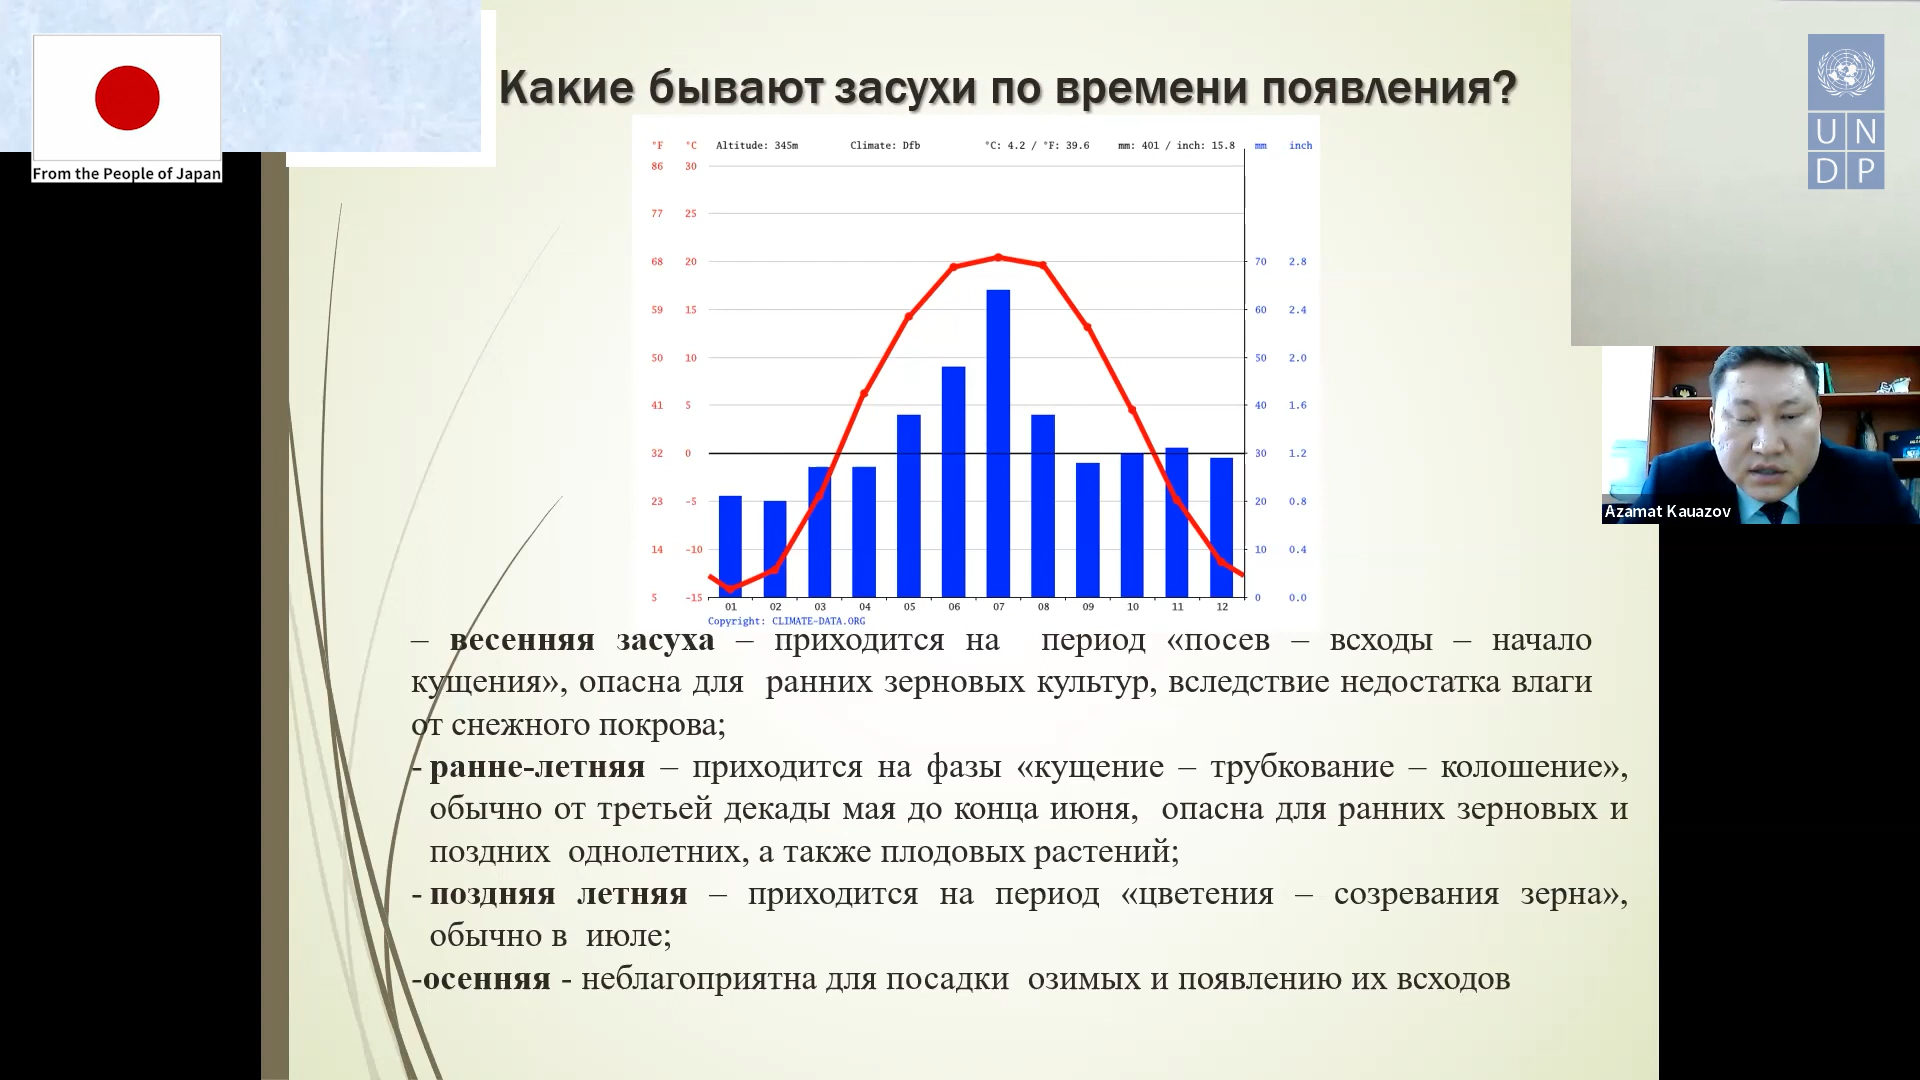 Какие бывают засухи по времени появления?
From the People of Japan
U N
D P
°F °C Altitude: 345m Climate: Dfb °C: 4.2 / °F: 39.6 mm: 401 / inch: 15.8 mm inch
86 30
77 25
68 20 70 2.8
59 15 60 2.4
50 10 50 2.0
41 5 40 1.6
32 0 30 1.2
23 -5 20 0.8
14 -10 10 0.4
5 -15 0 0.0
01 02 03 04 05 06 07 08 09 10 11 12
Copyright: CLIMATE-DATA.ORG
Azamat Kauazov
– весенняя засуха – приходится на период «посев – всходы – начало
кущения», опасна для ранних зерновых культур, вследствие недостатка влаги
от снежного покрова;
- ранне-летняя – приходится на фазы «кущение – трубкование – колошение»,
обычно от третьей декады мая до конца июня, опасна для ранних зерновых и
поздних однолетних, а также плодовых растений;
- поздняя летняя – приходится на период «цветения – созревания зерна»,
обычно в июле;
-осенняя - неблагоприятна для посадки озимых и появлению их всходов